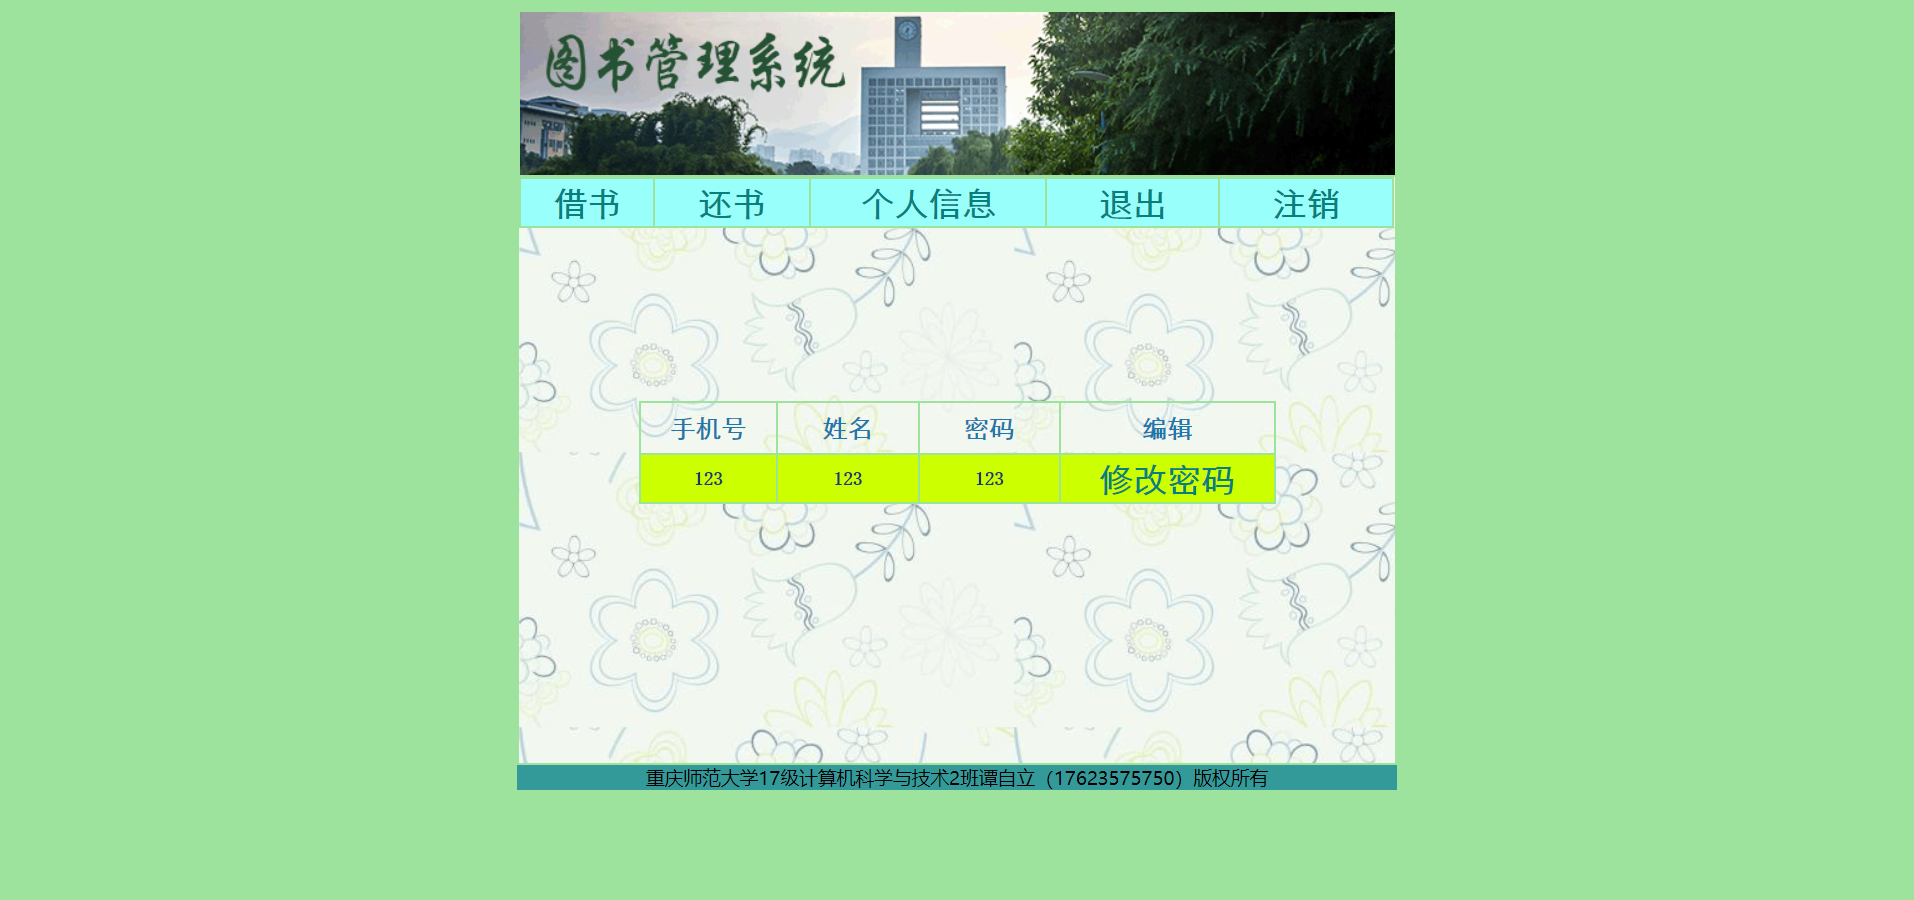 图书管理系统
借书 还书 个人信息 退出 注销
手机号 姓名 密码 编辑
123 123 123 修改密码
重庆师范大学17级计算机科学与技术2班谭自立（17623575750）版权所有